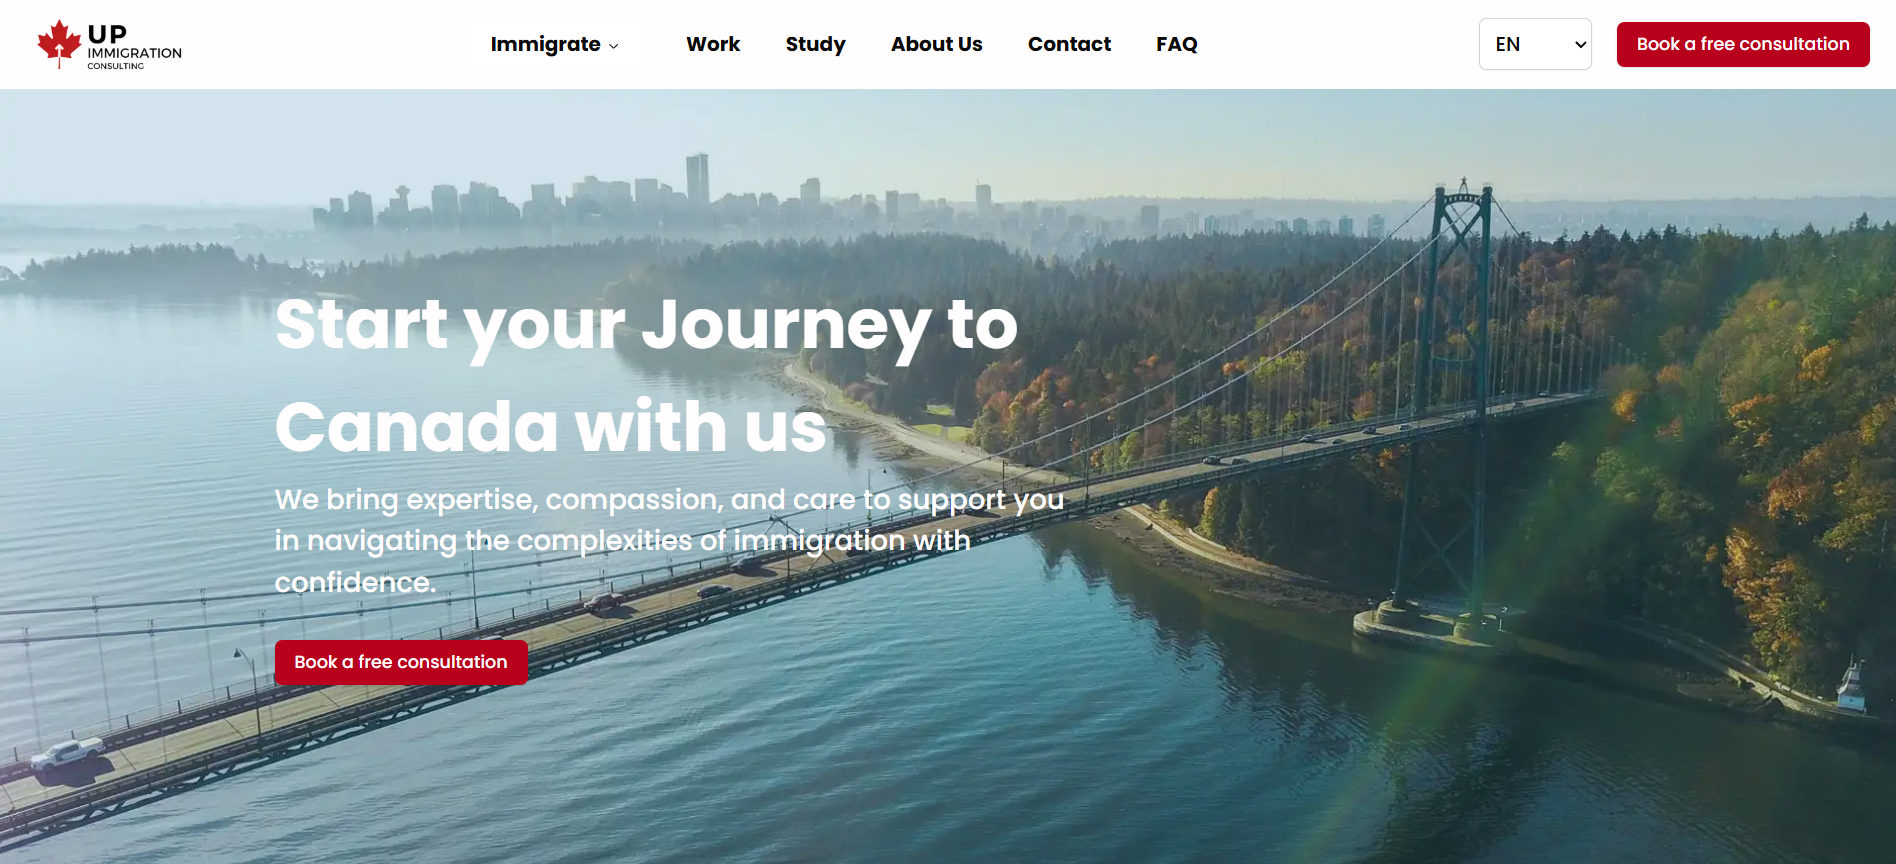 UP
IMMIGRATION
CONSULTING
Immigrate
Work
Study
About Us
Contact
FAQ
EN
Book a free consultation
Start your Journey to
Canada with us
We bring expertise, compassion, and care to support you
in navigating the complexities of immigration with
confidence.
Book a free consultation